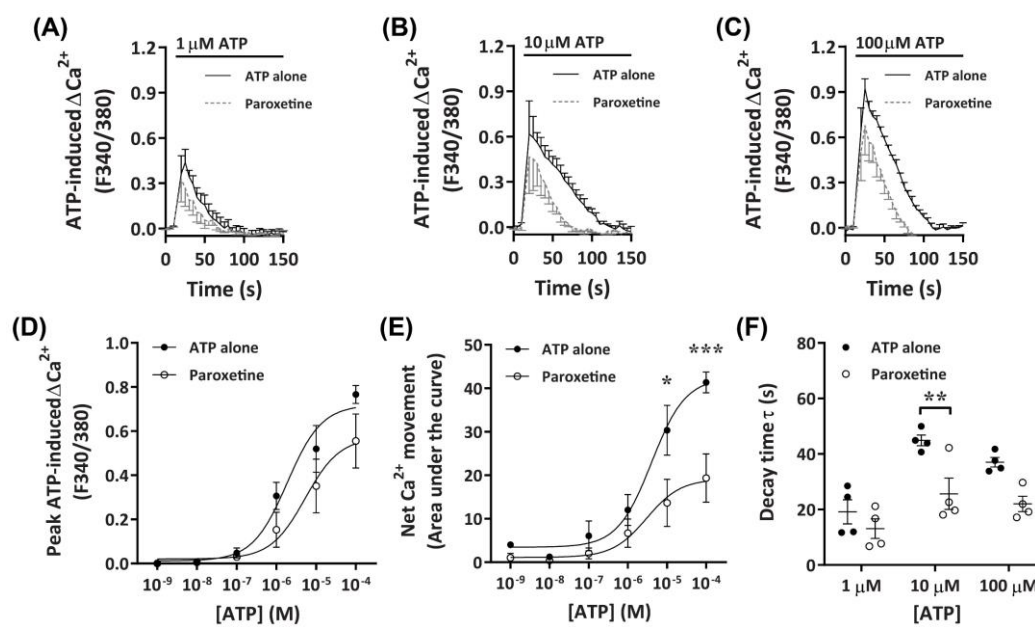 (A)
1 μM ATP
ATP-induced ΔCa²⁺
(F340/380)
1.2
0.9
0.6
0.3
0.0
ATP alone
Paroxetine
0 50 100 150
Time (s)
(B)
10 μM ATP
ATP-induced ΔCa²⁺
(F340/380)
1.2
0.9
0.6
0.3
0.0
ATP alone
Paroxetine
0 50 100 150
Time (s)
(C)
100 μM ATP
ATP-induced ΔCa²⁺
(F340/380)
1.2
0.9
0.6
0.3
0.0
ATP alone
Paroxetine
0 50 100 150
Time (s)
(D)
Peak ATP-induced ΔCa²⁺
(F340/380)
1.0
0.8
0.6
0.4
0.2
0.0
ATP alone
Paroxetine
10⁻⁹ 10⁻⁸ 10⁻⁷ 10⁻⁶ 10⁻⁵ 10⁻⁴
[ATP] (M)
(E)
Net Ca²⁺ movement
(Area under the curve)
50
40
30
20
10
0
ATP alone
Paroxetine
*
***
10⁻⁹ 10⁻⁸ 10⁻⁷ 10⁻⁶ 10⁻⁵ 10⁻⁴
[ATP] (M)
(F)
Decay time τ (s)
80
60
40
20
0
ATP alone
Paroxetine
**
1 μM 10 μM 100 μM
[ATP]